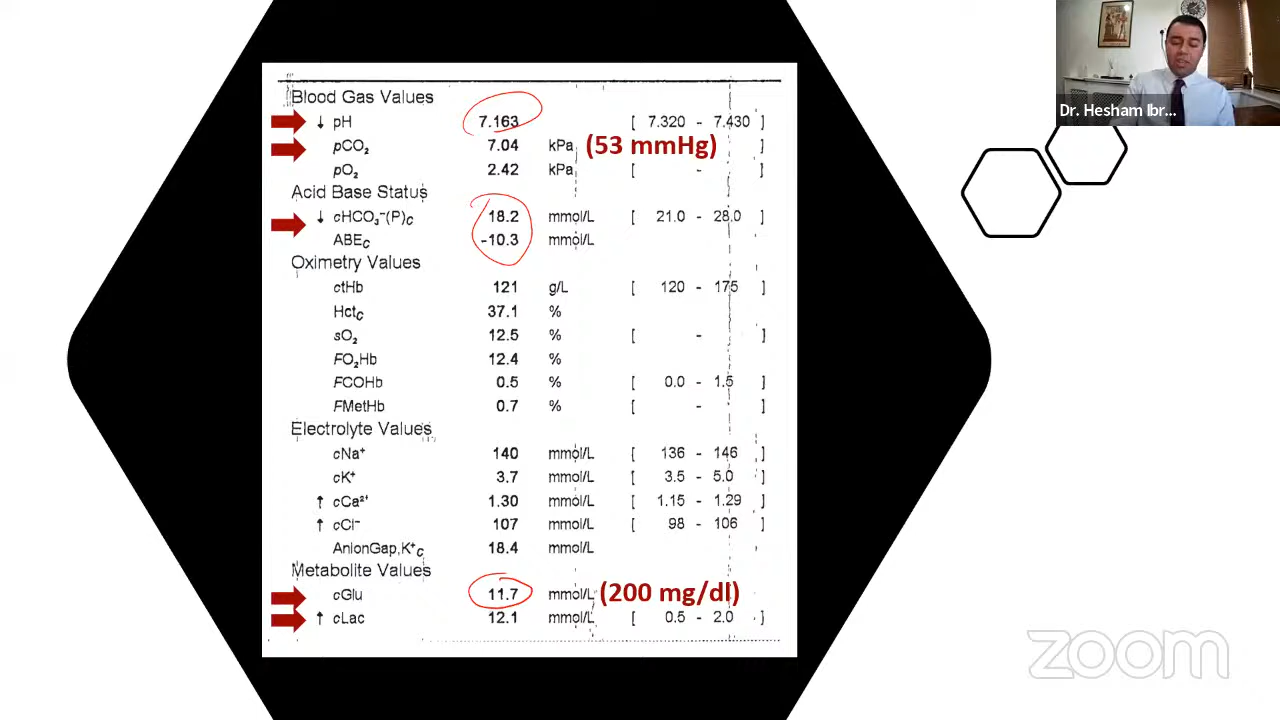 Blood Gas Values
↓ pH 7.163 [ 7.320 - 7.430 ]
pCO₂ 7.04 kPa (53 mmHg) ]
pO₂ 2.42 kPa [ - ]
Acid Base Status
↓ cHCO₃⁻(P)c 18.2 mmol/L [ 21.0 - 28.0 ]
ABEc -10.3 mmol/L
Oximetry Values
ctHb 121 g/L [ 120 - 175 ]
Hctc 37.1 %
sO₂ 12.5 % [ - ]
FO₂Hb 12.4 %
FCOHb 0.5 % [ 0.0 - 1.5 ]
FMetHb 0.7 % [ - ]
Electrolyte Values
cNa⁺ 140 mmol/L [ 136 - 146 ]
cK⁺ 3.7 mmol/L [ 3.5 - 5.0 ]
↑ cCa²⁺ 1.30 mmol/L [ 1.15 - 1.29 ]
↑ cCl⁻ 107 mmol/L [ 98 - 106 ]
AnionGap,K⁺c 18.4 mmol/L
Metabolite Values
cGlu 11.7 mmol/L (200 mg/dl)
↑ cLac 12.1 mmol/L [ 0.5 - 2.0 ]
Dr. Hesham Ibr...
zoom